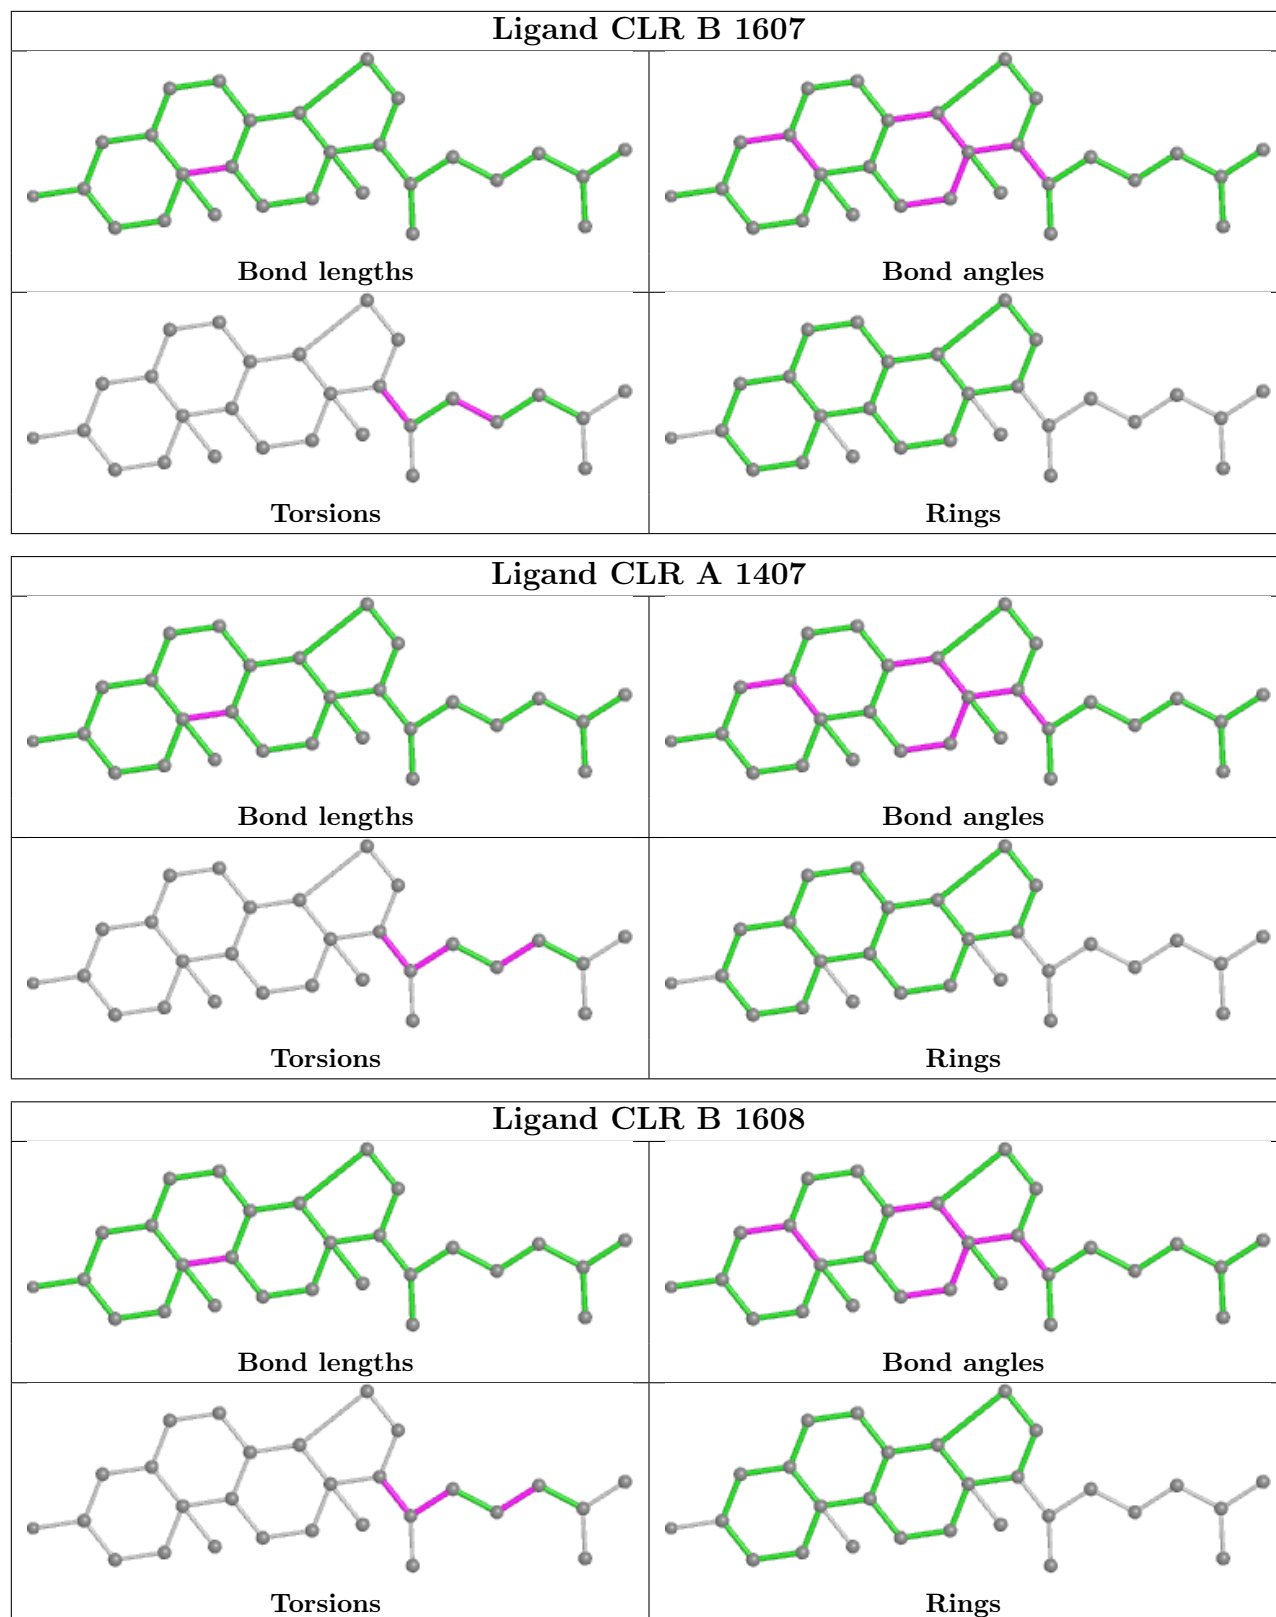 Ligand CLR B 1607
Bond lengths
Bond angles
Torsions
Rings
Ligand CLR A 1407
Bond lengths
Bond angles
Torsions
Rings
Ligand CLR B 1608
Bond lengths
Bond angles
Torsions
Rings